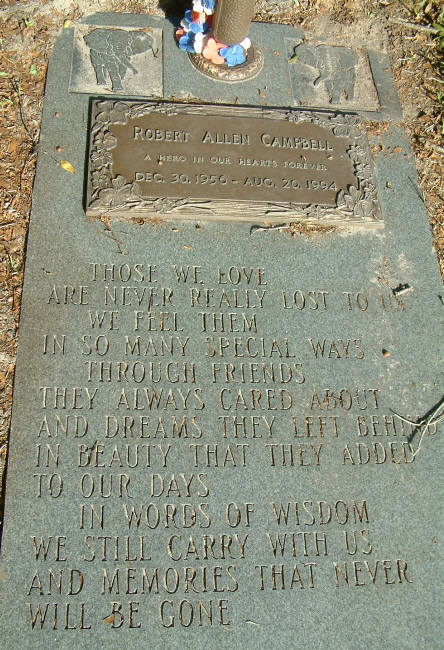 ROBERT ALLEN CAMPBELL
A HERO IN OUR HEARTS FOREVER
DEC. 30, 1956 - AUG. 20, 1994
THOSE WE LOVE
ARE NEVER REALLY LOST TO
WE FEEL THEM
IN SO MANY SPECIAL WAYS
THROUGH FRIENDS
THEY ALWAYS CARED ABOUT
AND DREAMS THEY LEFT
IN BEAUTY THAT THEY ADDED
TO OUR DAYS
IN WORDS OF WISDOM
WE STILL CARRY WITH US
AND MEMORIES THAT NEVER
WILL BE GONE